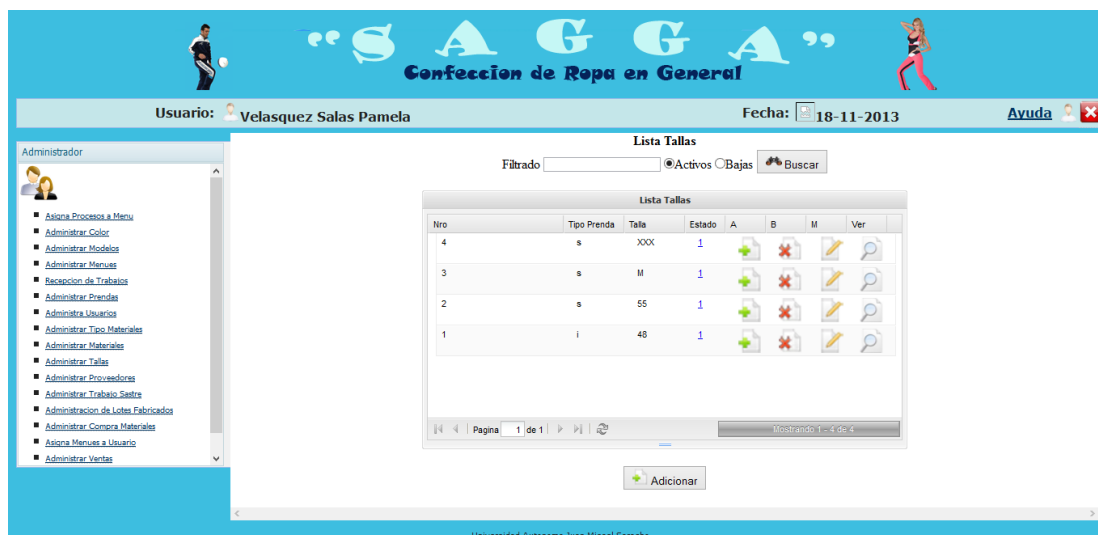 “S A G G A”
Confeccion de Ropa en General
Usuario: Velasquez Salas Pamela Fecha: 18-11-2013 Ayuda
Administrador
Asigna Procesos a Menu
Administrar Color
Administrar Modelos
Administrar Menues
Recepcion de Trabajos
Administrar Prendas
Administra Usuarios
Administrar Tipo Materiales
Administrar Materiales
Administrar Tallas
Administrar Proveedores
Administrar Trabajo Sastre
Administracion de Lotes Fabricados
Administrar Compra Materiales
Asigna Menues a Usuario
Administrar Ventas
Lista Tallas
Filtrado Activos Bajas Buscar
Lista Tallas
Nro Tipo Prenda Talla Estado A B M Ver
4 s XXX 1
3 s M 1
2 s 55 1
1 i 48 1
Pagina 1 de 1 Mostrando 1 - 4 de 4
Adicionar